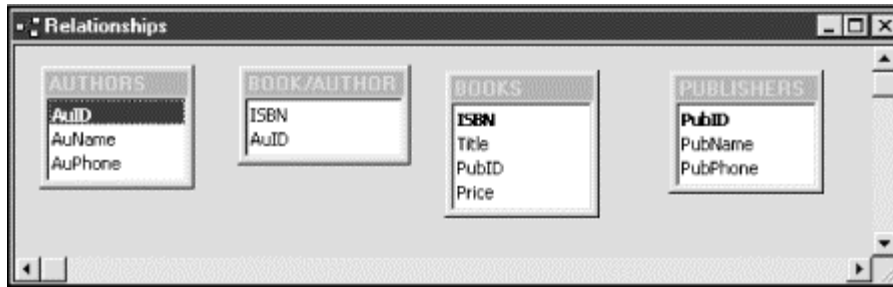 Relationships
AUTHORS
AuID
AuName
AuPhone
BOOK/AUTHOR
ISBN
AuID
BOOKS
ISBN
Title
PubID
Price
PUBLISHERS
PubID
PubName
PubPhone